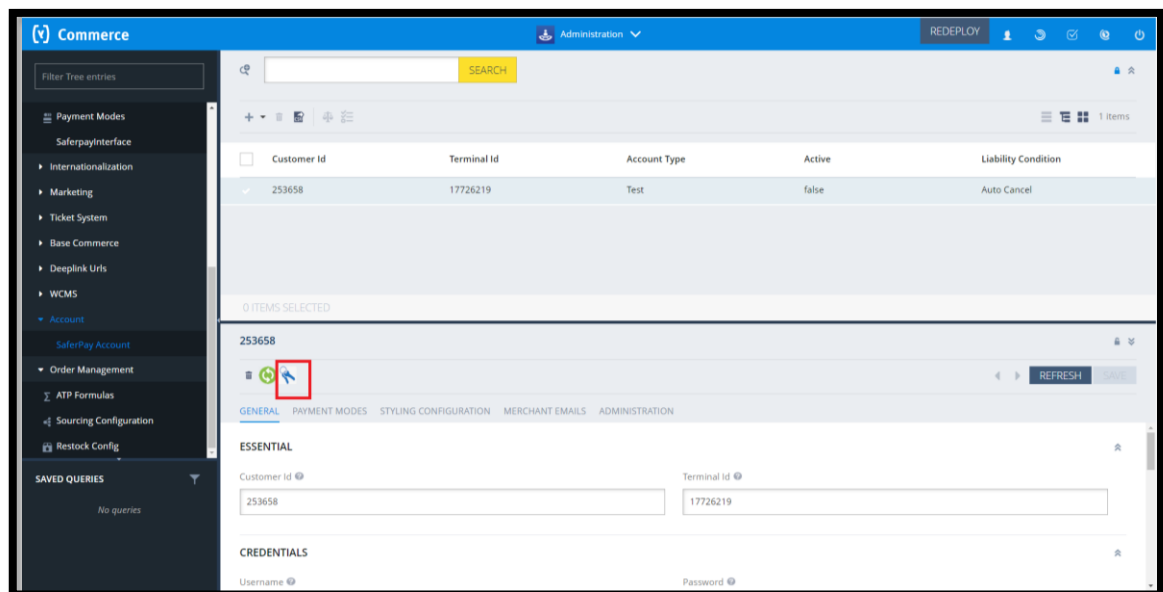 (y) Commerce
Administration
REDEPLOY
Filter Tree entries
Payment Modes
SaferpayInterface
Internationalization
Marketing
Ticket System
Base Commerce
Deeplink Urls
WCMS
Account
SaferPay Account
Order Management
ATP Formulas
Sourcing Configuration
Restock Config
SAVED QUERIES
No queries
SEARCH
1 items
Customer Id Terminal Id Account Type Active Liability Condition
253658 17726219 Test false Auto Cancel
0 ITEMS SELECTED
253658
REFRESH SAVE
GENERAL PAYMENT MODES STYLING CONFIGURATION MERCHANT EMAILS ADMINISTRATION
ESSENTIAL
Customer Id Terminal Id
253658 17726219
CREDENTIALS
Username Password